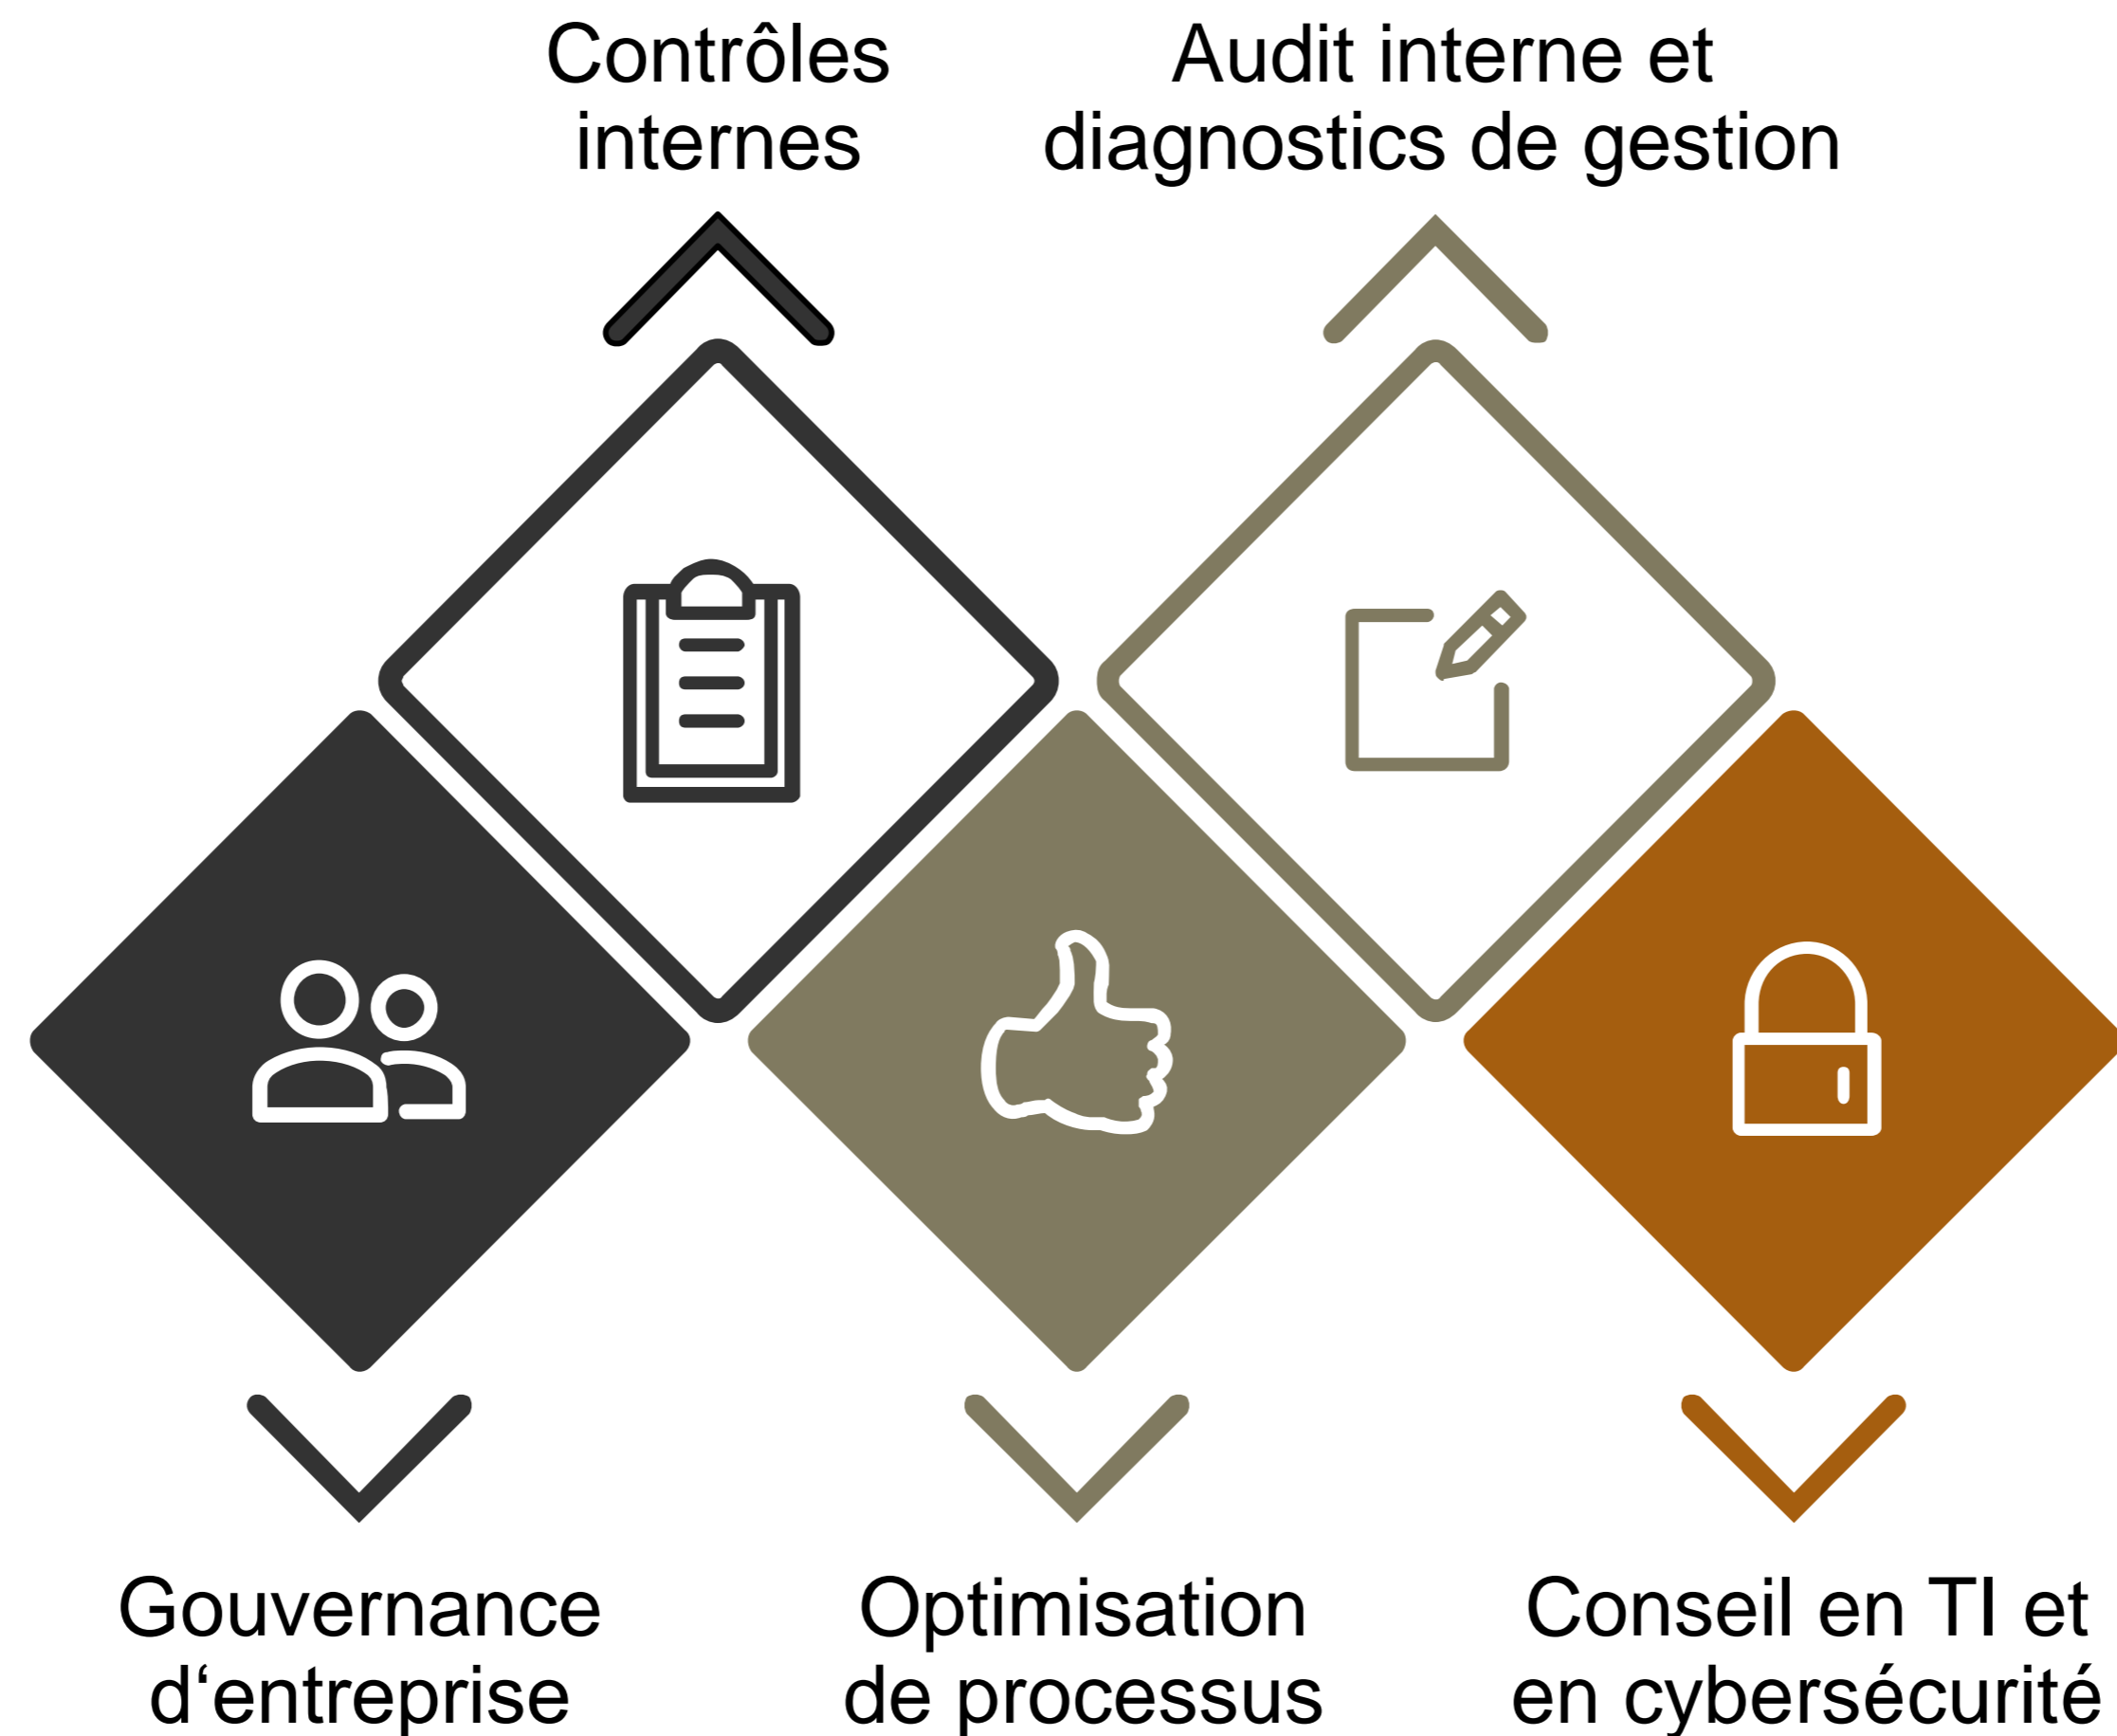 Contrôles
internes
Audit interne et
diagnostics de gestion
Gouvernance
d‘entreprise
Optimisation
de processus
Conseil en TI et
en cybersécurité